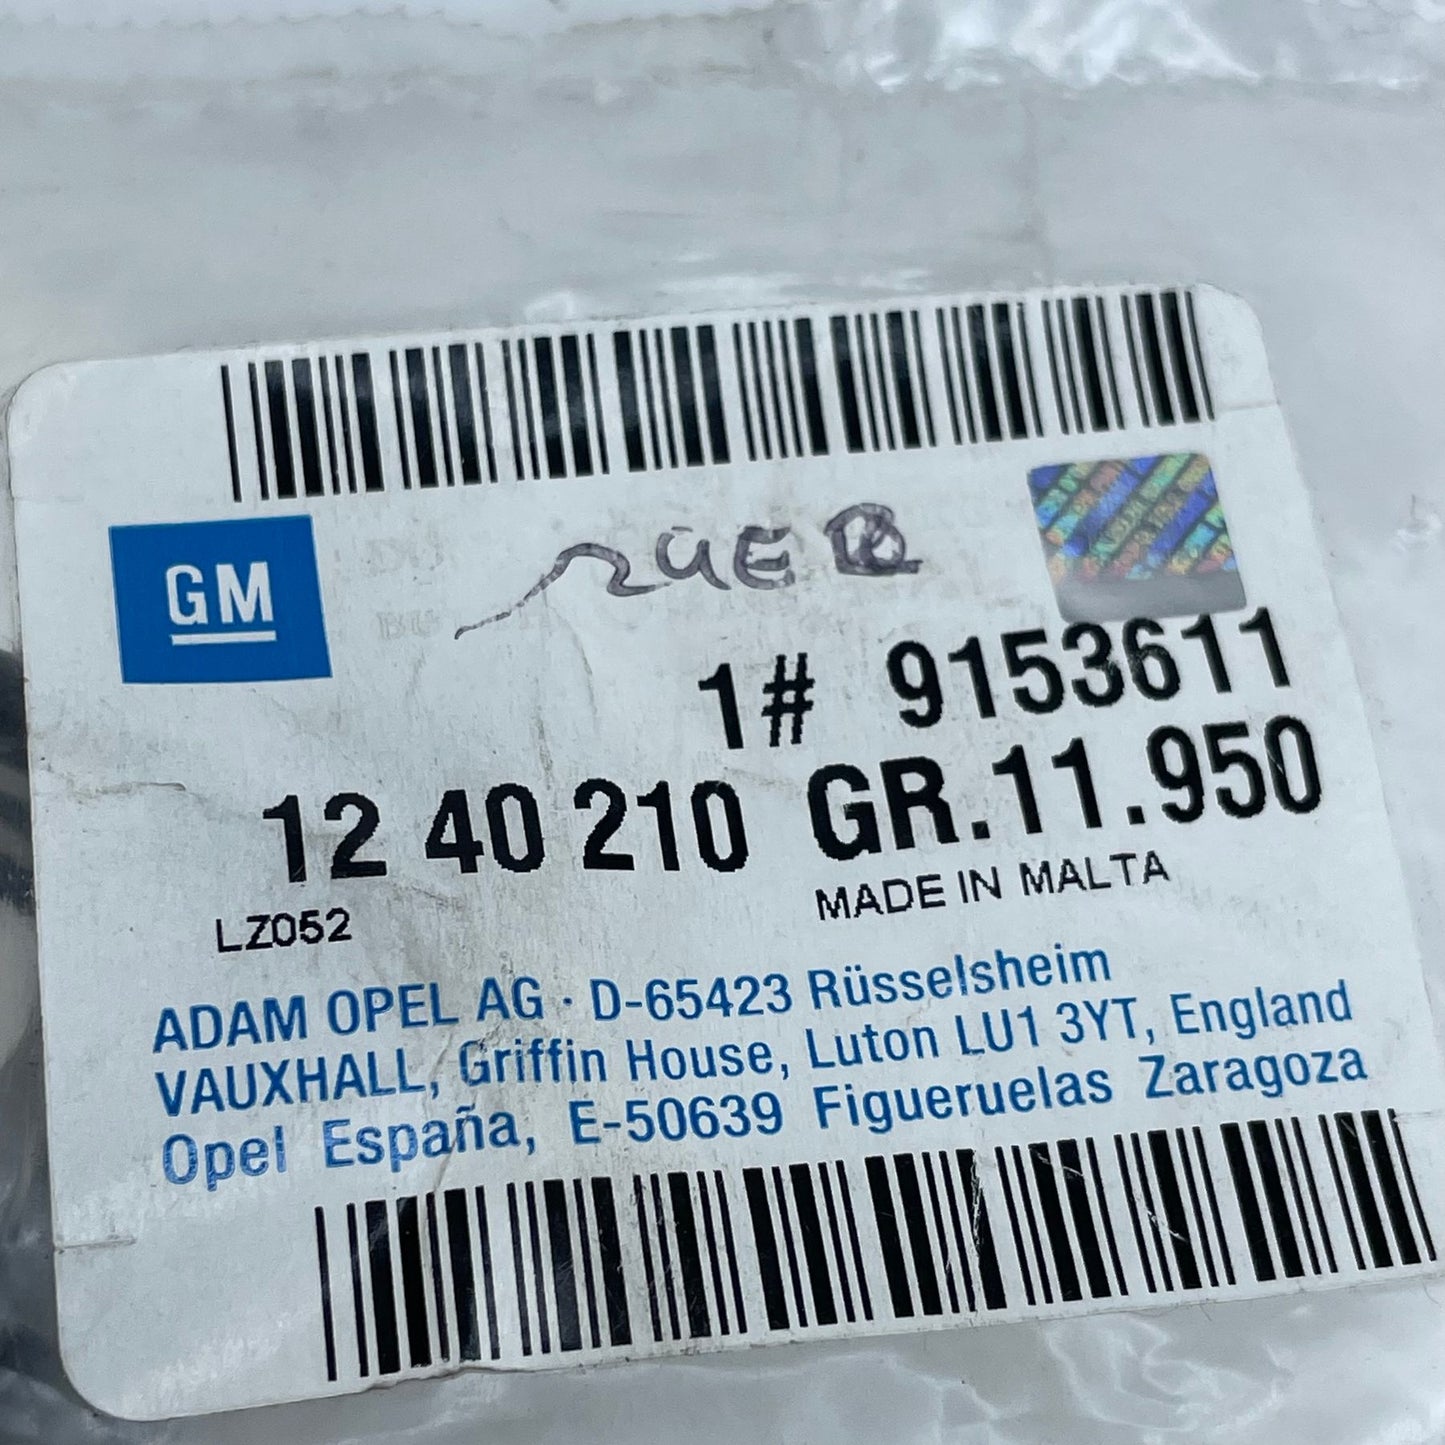 GM
1# 9153611
12 40 210 GR.11.950
LZ052 MADE IN MALTA
ADAM OPEL AG · D-65423 Rüsselsheim
VAUXHALL, Griffin House, Luton LU1 3YT, England
Opel España, E-50639 Figueruelas Zaragoza